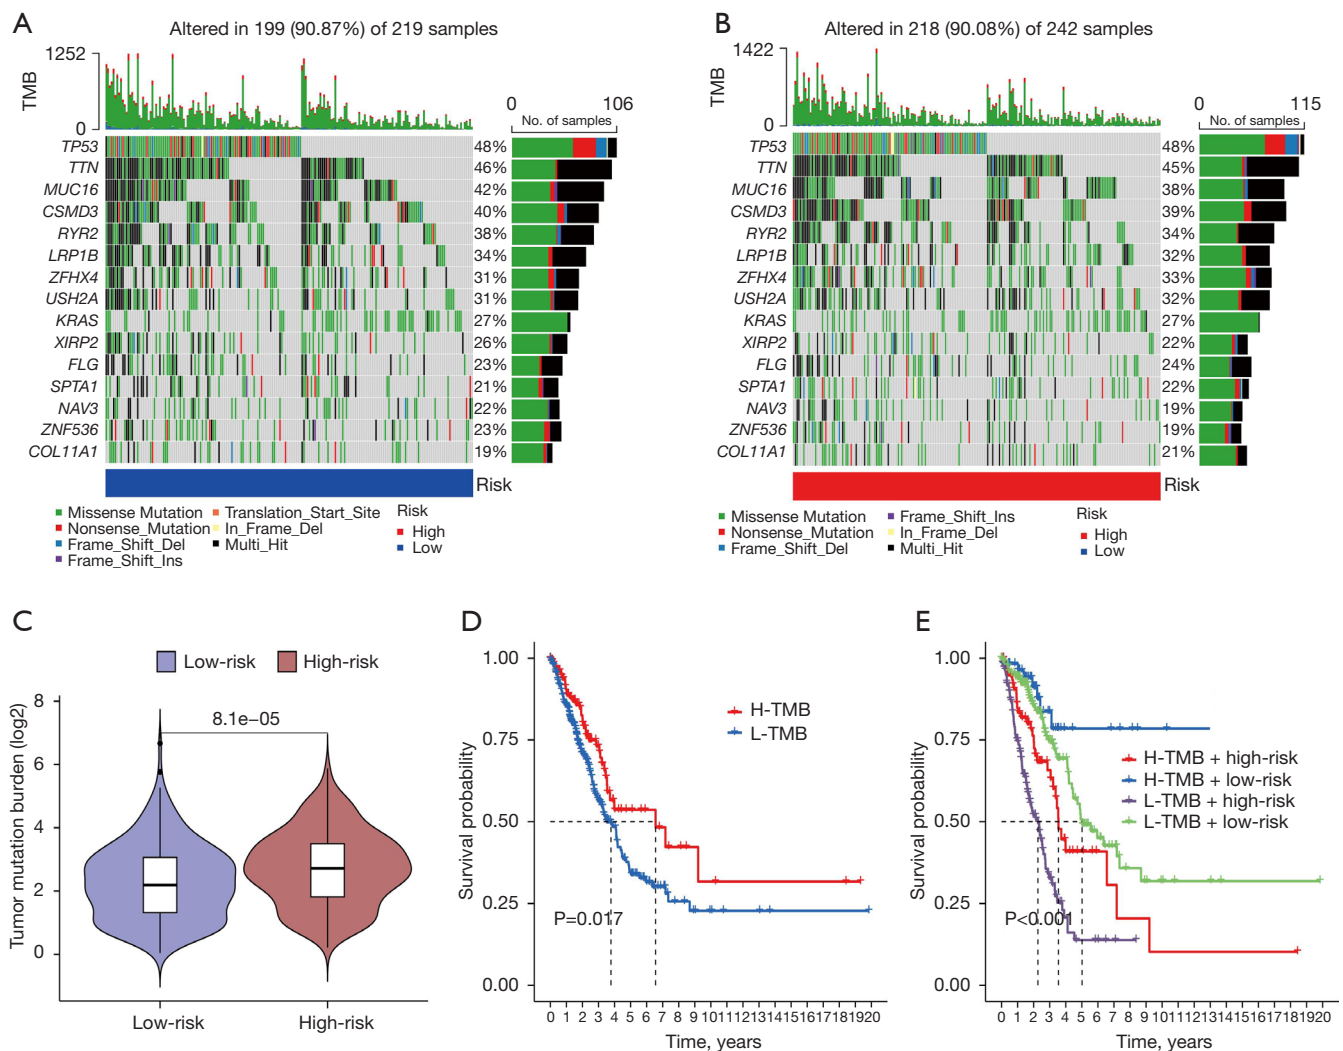 A
Altered in 199 (90.87%) of 219 samples
1252
TMB
0
0 106
No. of samples
TP53 48%
TTN 46%
MUC16 42%
CSMD3 40%
RYR2 38%
LRP1B 34%
ZFHX4 31%
USH2A 31%
KRAS 27%
XIRP2 26%
FLG 23%
SPTA1 21%
NAV3 22%
ZNF536 23%
COL11A1 19%
Risk
Missense Mutation
Nonsense_Mutation
Frame_Shift_Del
Frame_Shift_Ins
Translation_Start_Site
In_Frame_Del
Multi_Hit
Risk
High
Low
B
Altered in 218 (90.08%) of 242 samples
1422
TMB
0
0 115
No. of samples
TP53 48%
TTN 45%
MUC16 38%
CSMD3 39%
RYR2 34%
LRP1B 32%
ZFHX4 33%
USH2A 32%
KRAS 27%
XIRP2 22%
FLG 24%
SPTA1 22%
NAV3 19%
ZNF536 19%
COL11A1 21%
Risk
Missense Mutation
Nonsense_Mutation
Frame_Shift_Del
Frame_Shift_Ins
In_Frame_Del
Multi_Hit
Risk
High
Low
C
Low-risk High-risk
Tumor mutation burden (log2)
8
6
4
2
0
8.1e−05
Low-risk High-risk
D
Survival probability
1.00
0.75
0.50
0.25
0.00
H-TMB
L-TMB
P=0.017
0 1 2 3 4 5 6 7 8 9 10 11 12 13 14 15 16 17 18 19 20
Time, years
E
Survival probability
1.00
0.75
0.50
0.25
0.00
H-TMB + high-risk
H-TMB + low-risk
L-TMB + high-risk
L-TMB + low-risk
P<0.001
0 1 2 3 4 5 6 7 8 9 10 11 12 13 14 15 16 17 18 19 20
Time, years